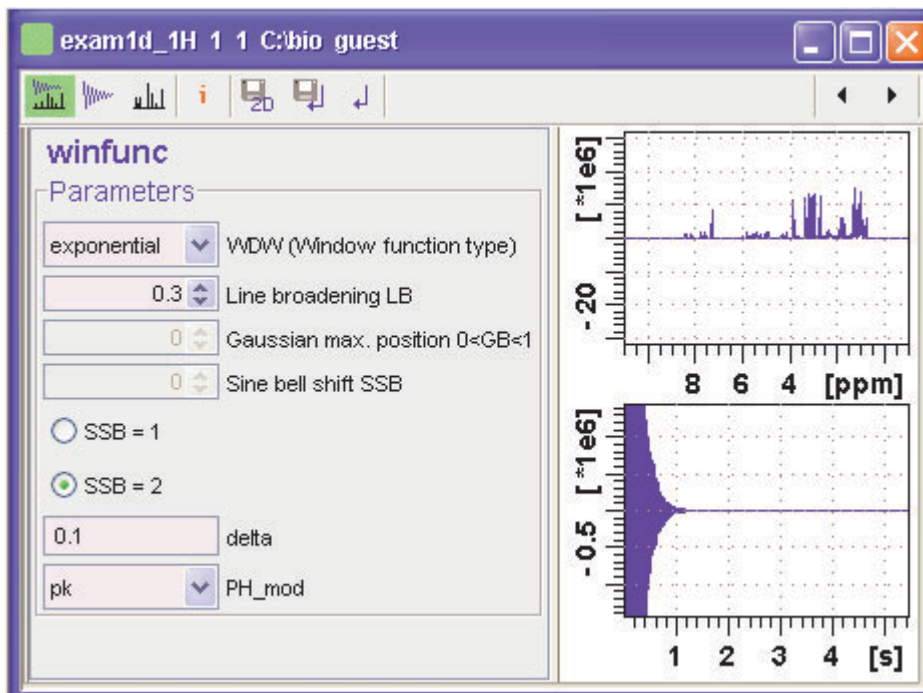 exam1d_1H 1 1 C:\bio guest
i
2D
winfunc
Parameters
exponential WDW (Window function type)
0.3 Line broadening LB
0 Gaussian max. position 0<GB<1
0 Sine bell shift SSB
SSB = 1
SSB = 2
0.1 delta
pk PH_mod
[ *1e6]
- 20
8 6 4 [ppm]
[ *1e6]
- 0.5
1 2 3 4 [s]